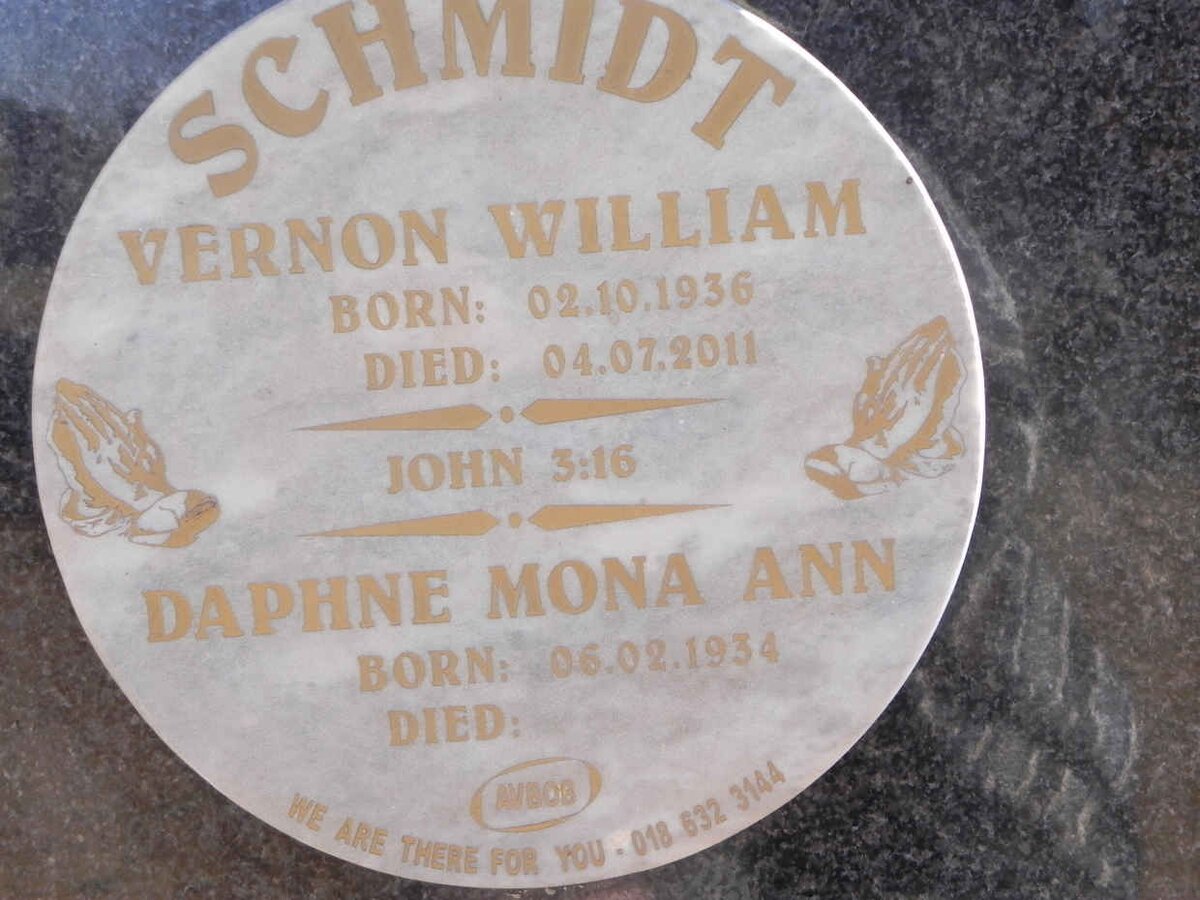 SCHMIDT
VERNON WILLIAM
BORN: 02.10.1936
DIED: 04.07.2011
JOHN 3:16
DAPHNE MONA ANN
BORN: 06.02.1934
DIED:
AVBOB
WE ARE THERE FOR YOU - 018 632 3144